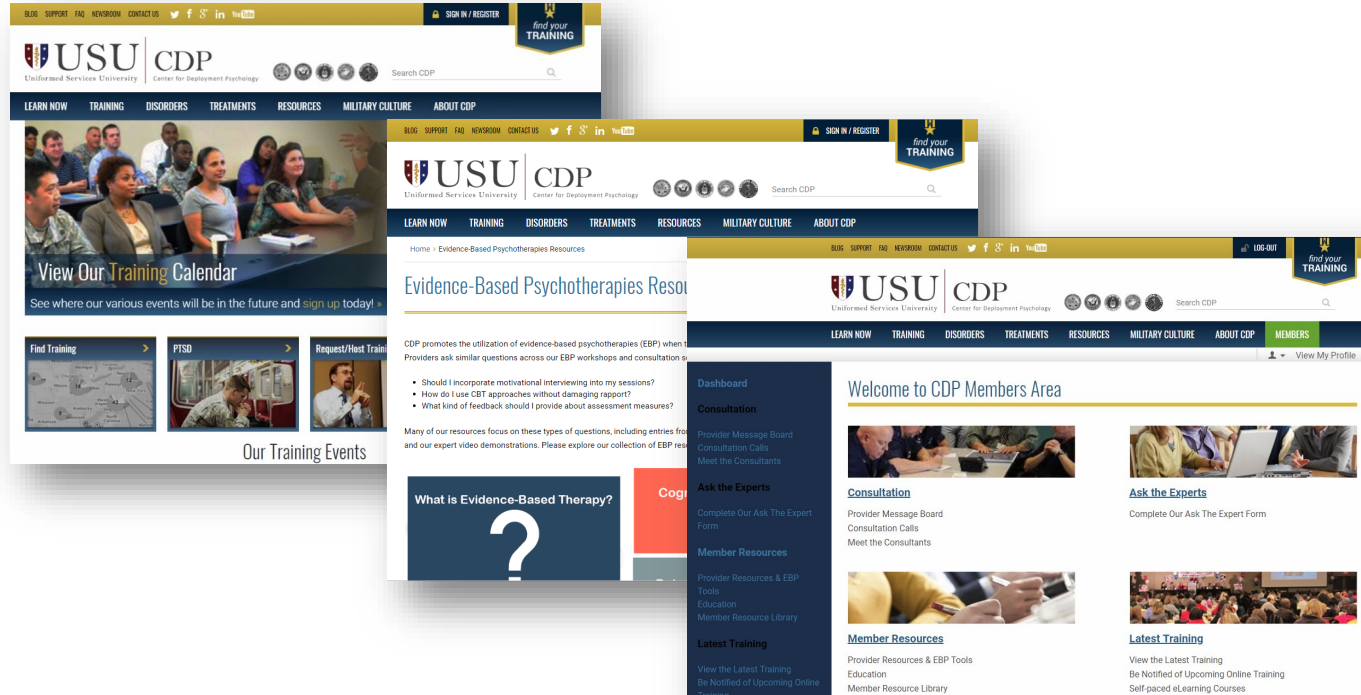 BLOG SUPPORT FAQ NEWSROOM CONTACT US You Tube
SIGN IN / REGISTER
find your
TRAINING
USU CDP
Uniformed Services University Center for Deployment Psychology
Search CDP
LEARN NOW TRAINING DISORDERS TREATMENTS RESOURCES MILITARY CULTURE ABOUT CDP
View Our Training Calendar
See where our various events will be in the future and sign up today! »
Find Training
PTSD
Request/Host Traini
Our Training Events
BLOG SUPPORT FAQ NEWSROOM CONTACT US You Tube
SIGN IN / REGISTER
find your
TRAINING
USU CDP
Uniformed Services University Center for Deployment Psychology
Search CDP
LEARN NOW TRAINING DISORDERS TREATMENTS RESOURCES MILITARY CULTURE ABOUT CDP
Home › Evidence-Based Psychotherapies Resources
Evidence-Based Psychotherapies Resou
CDP promotes the utilization of evidence-based psychotherapies (EBP) when t
Providers ask similar questions across our EBP workshops and consultation s
• Should I incorporate motivational interviewing into my sessions?
• How do I use CBT approaches without damaging rapport?
• What kind of feedback should I provide about assessment measures?
Many of our resources focus on these types of questions, including entries fro
and our expert video demonstrations. Please explore our collection of EBP res
What is Evidence-Based Therapy?
?
Cogn
BLOG SUPPORT FAQ NEWSROOM CONTACT US You Tube
LOG-OUT
find your
TRAINING
USU CDP
Uniformed Services University Center for Deployment Psychology
Search CDP
LEARN NOW TRAINING DISORDERS TREATMENTS RESOURCES MILITARY CULTURE ABOUT CDP MEMBERS
View My Profile
Dashboard
Consultation
Provider Message Board
Consultation Calls
Meet the Consultants
Ask the Experts
Complete Our Ask The Expert
Form
Member Resources
Provider Resources & EBP
Tools
Education
Member Resource Library
Latest Training
View the Latest Training
Be Notified of Upcoming Online
Training
Welcome to CDP Members Area
Consultation
Provider Message Board
Consultation Calls
Meet the Consultants
Ask the Experts
Complete Our Ask The Expert Form
Member Resources
Provider Resources & EBP Tools
Education
Member Resource Library
Latest Training
View the Latest Training
Be Notified of Upcoming Online Training
Self-paced eLearning Courses